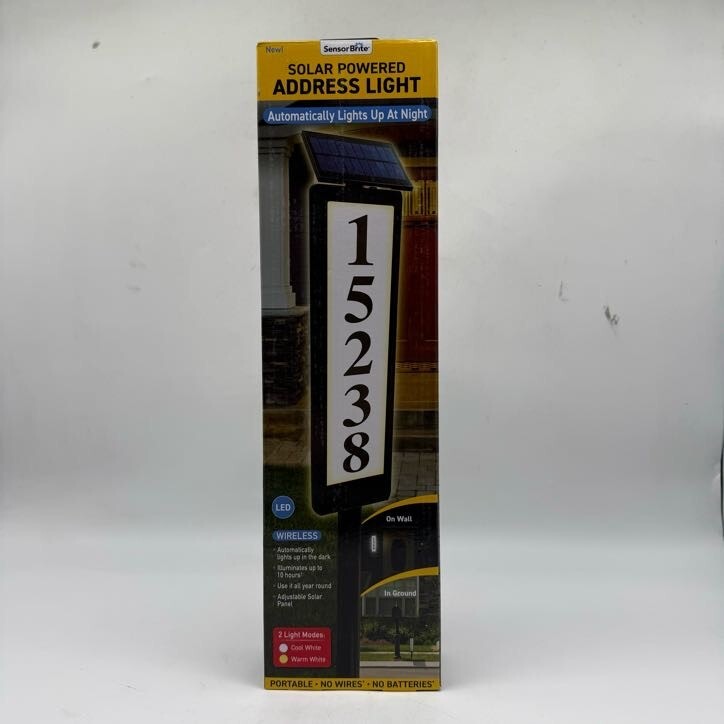 New!
SensorBrite
SOLAR POWERED
ADDRESS LIGHT
Automatically Lights Up At Night
1
5
2
3
8
LED
WIRELESS
· Automatically
lights up in the dark
· Illuminates up to
10 hours¹
· Use it all year round
· Adjustable Solar
Panel
2 Light Modes:
Cool White
Warm White
On Wall
In Ground
PORTABLE · NO WIRES* · NO BATTERIES*